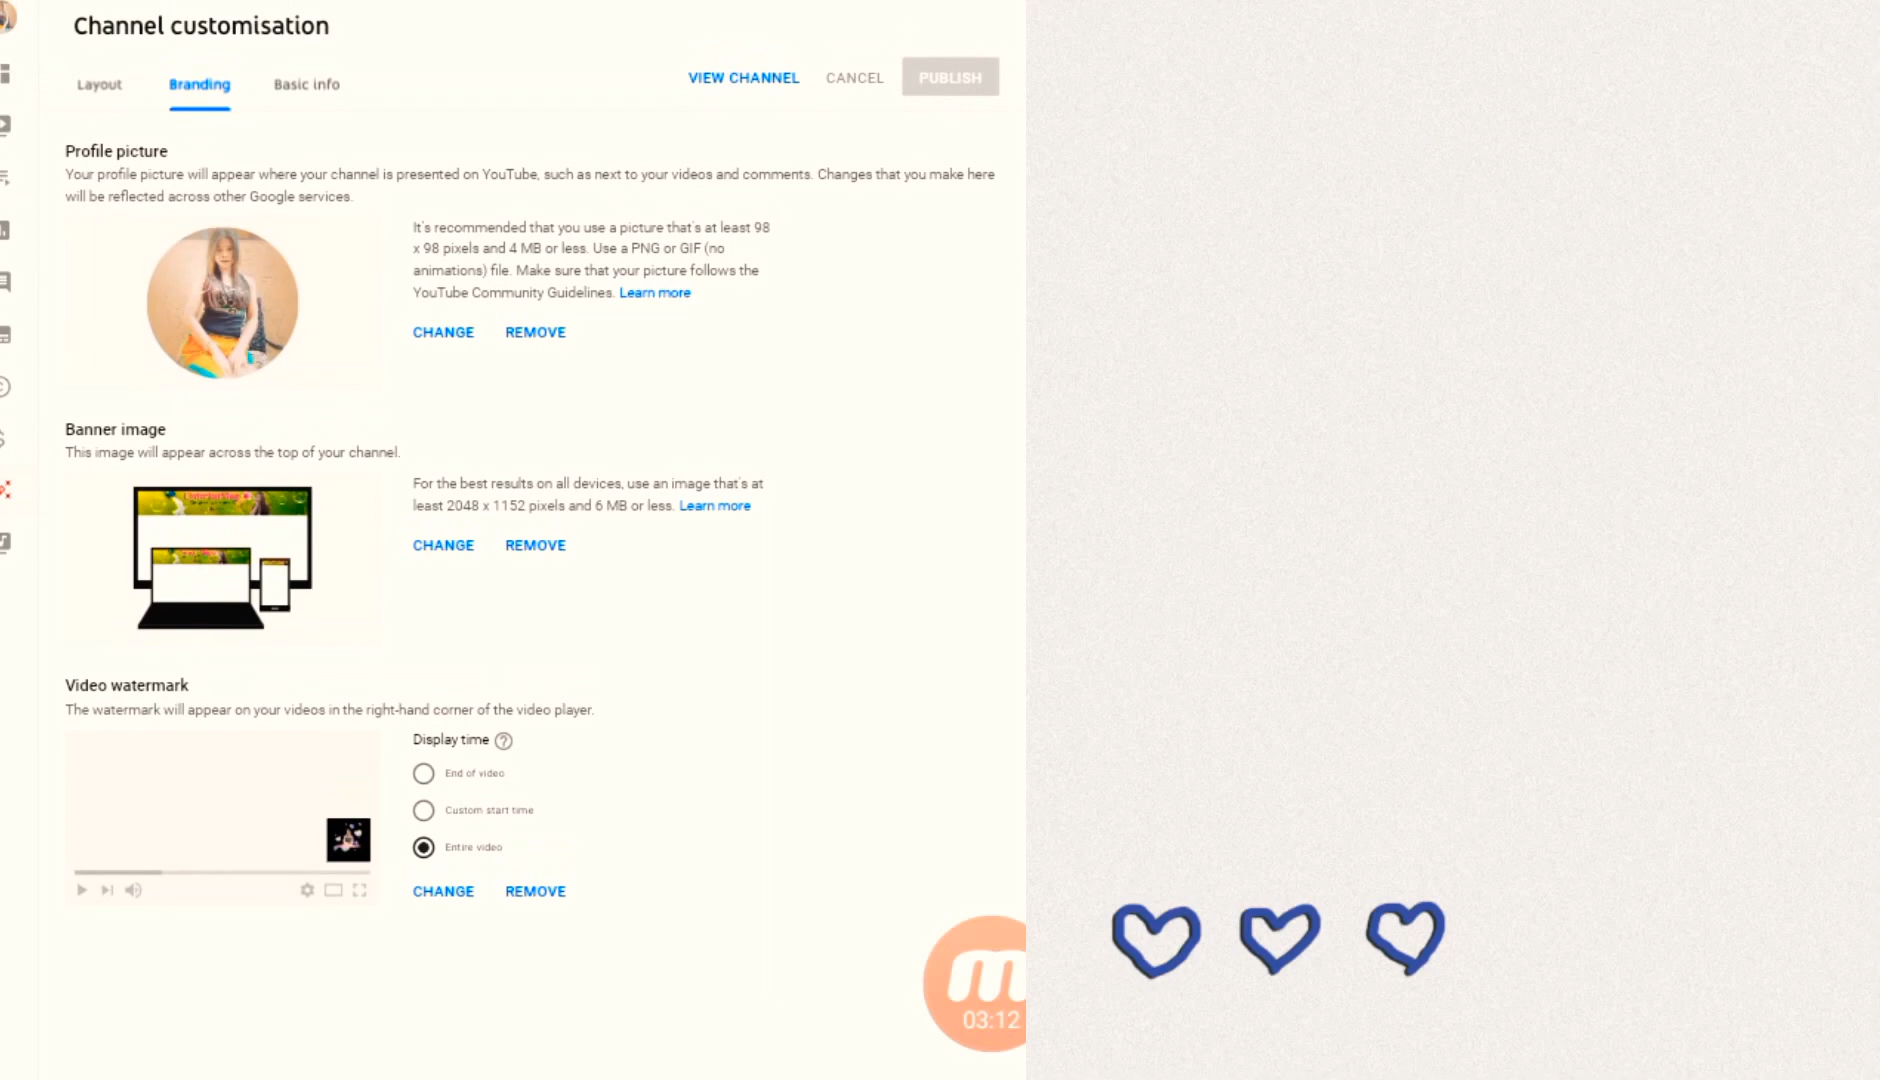 Channel customisation
Layout
Branding
Basic info
VIEW CHANNEL
CANCEL
PUBLISH
Profile picture
Your profile picture will appear where your channel is presented on YouTube, such as next to your videos and comments. Changes that you make here
will be reflected across other Google services.
It's recommended that you use a picture that's at least 98
x 98 pixels and 4 MB or less. Use a PNG or GIF (no
animations) file. Make sure that your picture follows the
YouTube Community Guidelines. Learn more
CHANGE
REMOVE
Banner image
This image will appear across the top of your channel.
For the best results on all devices, use an image that's at
least 2048 x 1152 pixels and 6 MB or less. Learn more
CHANGE
REMOVE
Video watermark
The watermark will appear on your videos in the right-hand corner of the video player.
Display time
End of video
Custom start time
Entire video
CHANGE
REMOVE
m
03:12